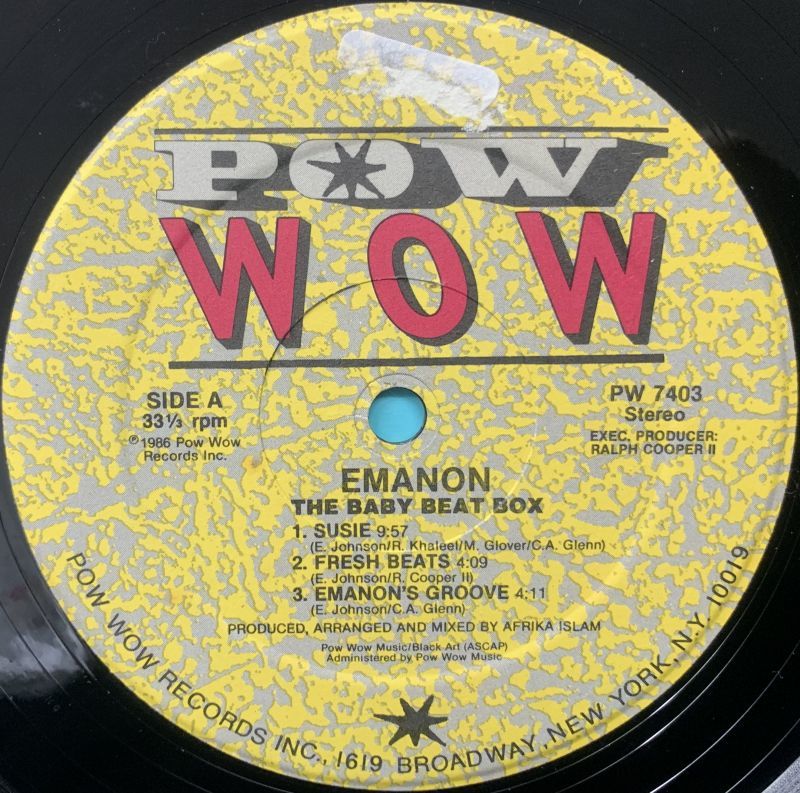 POW
WOW
SIDE A
33⅓ rpm
℗1986 Pow Wow
Records Inc.
PW 7403
Stereo
EXEC. PRODUCER:
RALPH COOPER II
EMANON
THE BABY BEAT BOX
1. SUSIE 9:57
(E. Johnson/R. Khaleel/M. Glover/C.A. Glenn)
2. FRESH BEATS 4:09
(E. Johnson/R. Cooper II)
3. EMANON'S GROOVE 4:11
(E. Johnson/C.A. Glenn)
PRODUCED, ARRANGED AND MIXED BY AFRIKA ISLAM
Pow Wow Music/Black Art (ASCAP)
Administered by Pow Wow Music
POW WOW RECORDS INC., 1619 BROADWAY, NEW YORK, N.Y. 10019